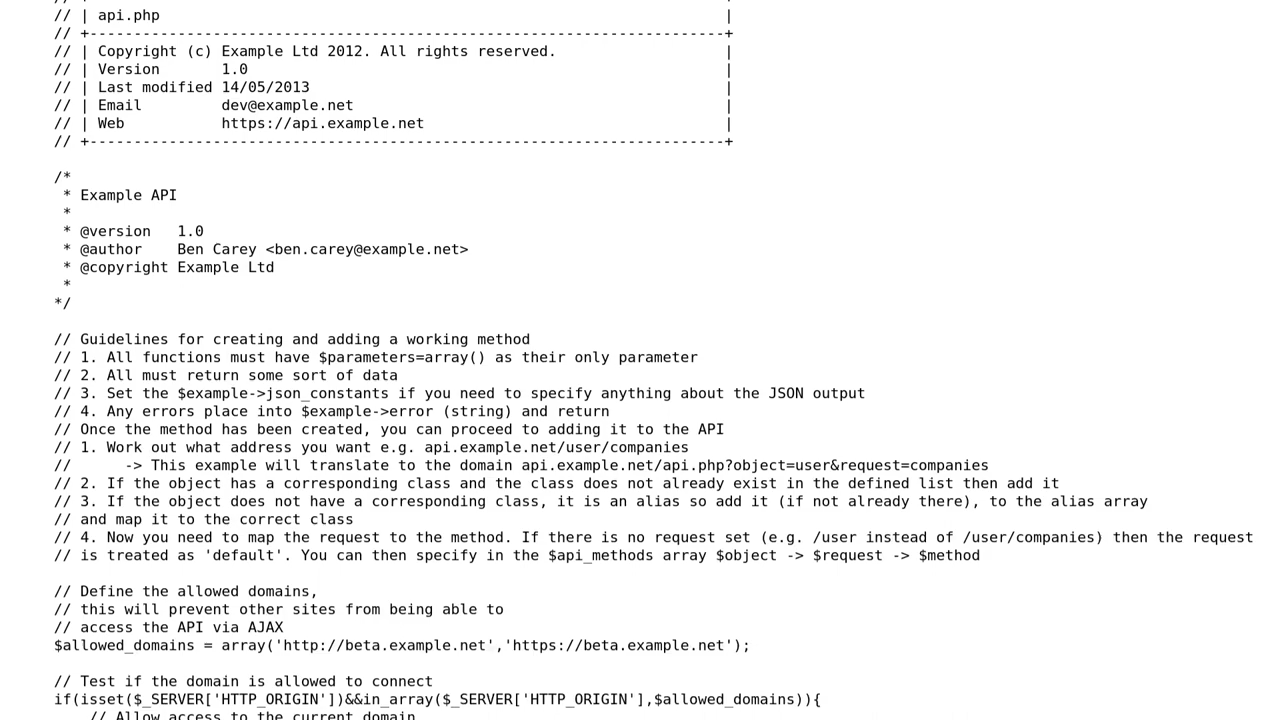 // | api.php                                                               |
// +------------------------------------------------------------------------+
// | Copyright (c) Example Ltd 2012. All rights reserved.                    |
// | Version       1.0                                                      |
// | Last modified 14/05/2013                                               |
// | Email         dev@example.net                                          |
// | Web           https://api.example.net                                  |
// +------------------------------------------------------------------------+
/*
 * Example API
 *
 * @version   1.0
 * @author    Ben Carey <ben.carey@example.net>
 * @copyright Example Ltd
 *
*/
// Guidelines for creating and adding a working method
// 1. All functions must have $parameters=array() as their only parameter
// 2. All must return some sort of data
// 3. Set the $example->json_constants if you need to specify anything about the JSON output
// 4. Any errors place into $example->error (string) and return
// Once the method has been created, you can proceed to adding it to the API
// 1. Work out what address you want e.g. api.example.net/user/companies
//      -> This example will translate to the domain api.example.net/api.php?object=user&request=companies
// 2. If the object has a corresponding class and the class does not already exist in the defined list then add it
// 3. If the object does not have a corresponding class, it is an alias so add it (if not already there), to the alias array
// and map it to the correct class
// 4. Now you need to map the request to the method. If there is no request set (e.g. /user instead of /user/companies) then the request
// is treated as 'default'. You can then specify in the $api_methods array $object -> $request -> $method
// Define the allowed domains,
// this will prevent other sites from being able to
// access the API via AJAX
$allowed_domains = array('http://beta.example.net','https://beta.example.net');
// Test if the domain is allowed to connect
if(isset($_SERVER['HTTP_ORIGIN'])&&in_array($_SERVER['HTTP_ORIGIN'],$allowed_domains)){
    // Allow access to the current domain